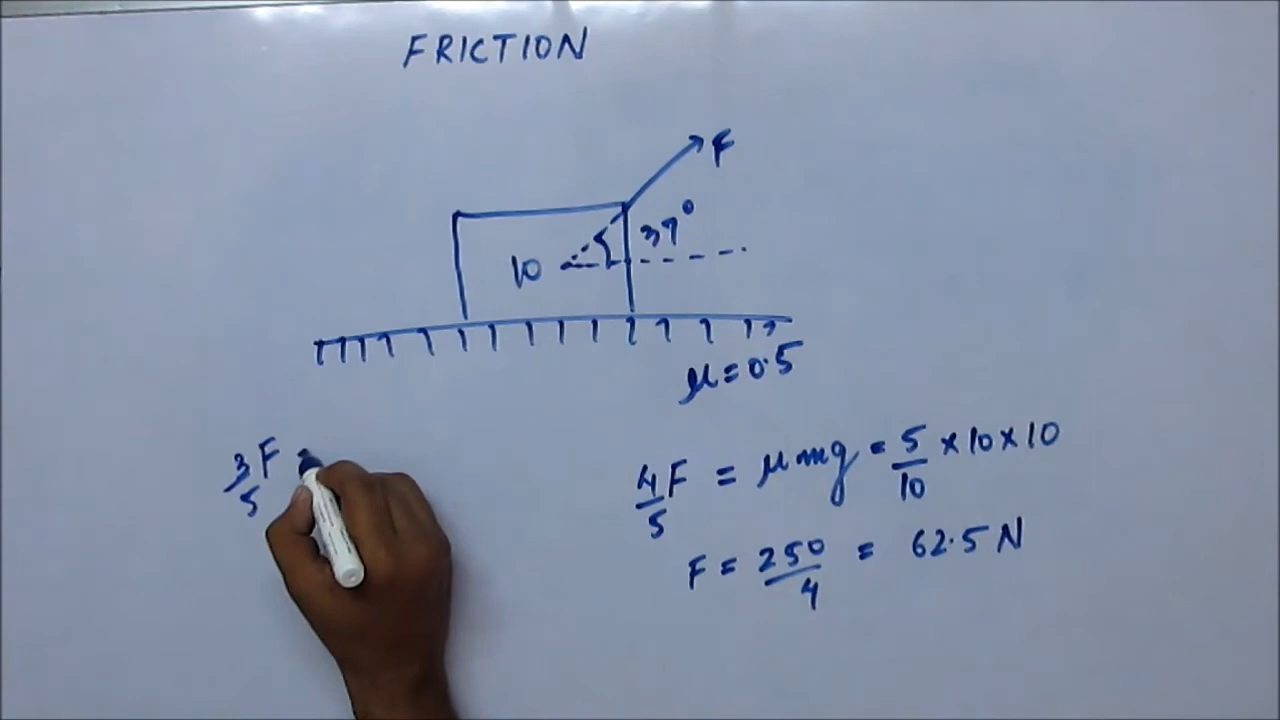 FRICTION
F
37°
10
μ = 0.5
3/5 F
4/5 F = μmg = 5/10 × 10 × 10
F = 250/4 = 62.5 N